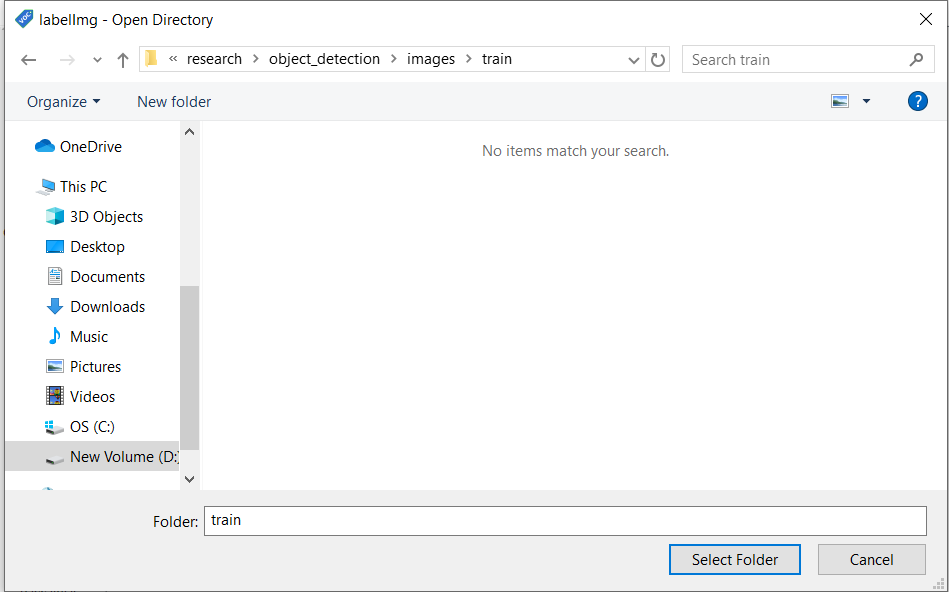 labelImg - Open Directory
« research > object_detection > images > train
Search train
Organize
New folder
?
OneDrive
This PC
3D Objects
Desktop
Documents
Downloads
Music
Pictures
Videos
OS (C:)
New Volume (D:)
No items match your search.
Folder: train
Select Folder
Cancel